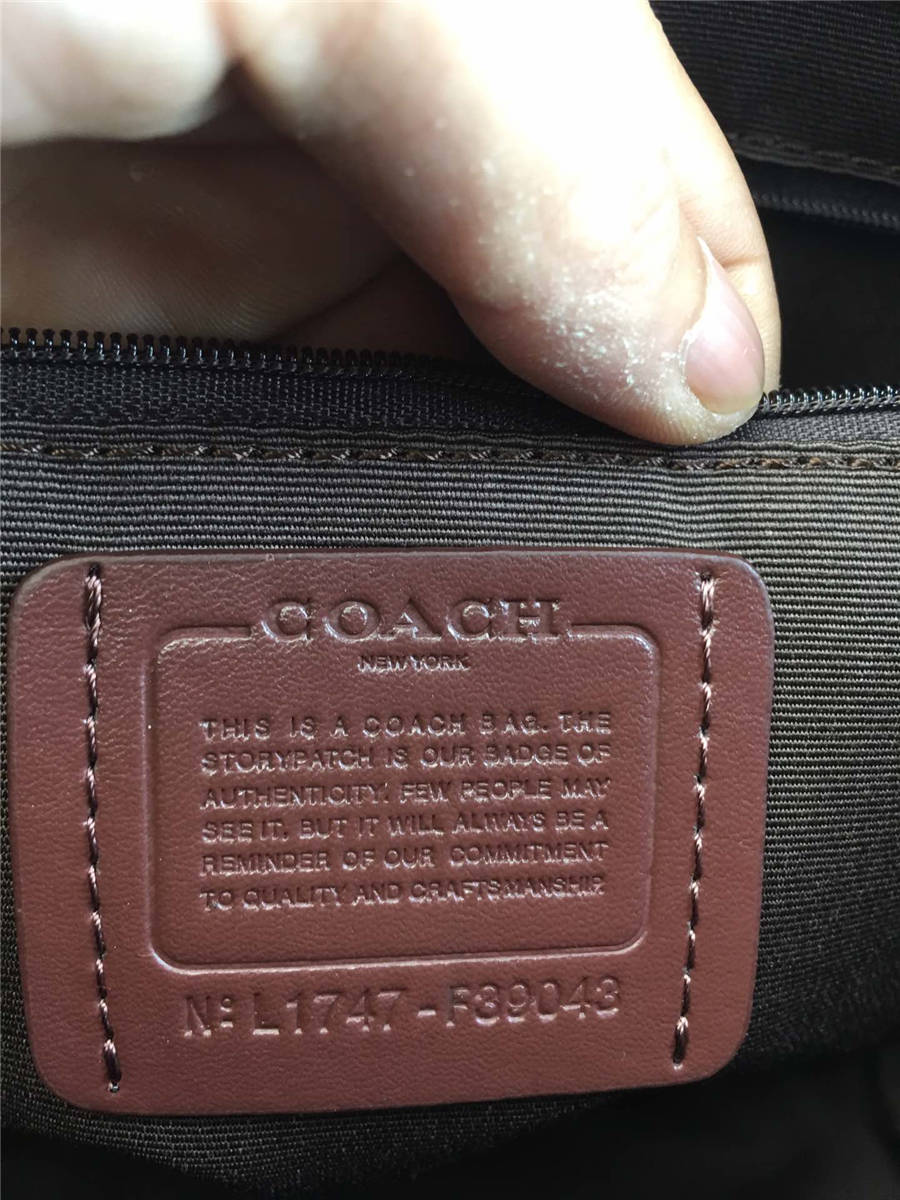 COACH
NEW YORK
THIS IS A COACH BAG. THE
STORYPATCH IS OUR BADGE OF
AUTHENTICITY. FEW PEOPLE MAY
SEE IT, BUT IT WILL ALWAYS BE A
REMINDER OF OUR COMMITMENT
TO QUALITY AND CRAFTSMANSHIP.
Nº L1747-F39043